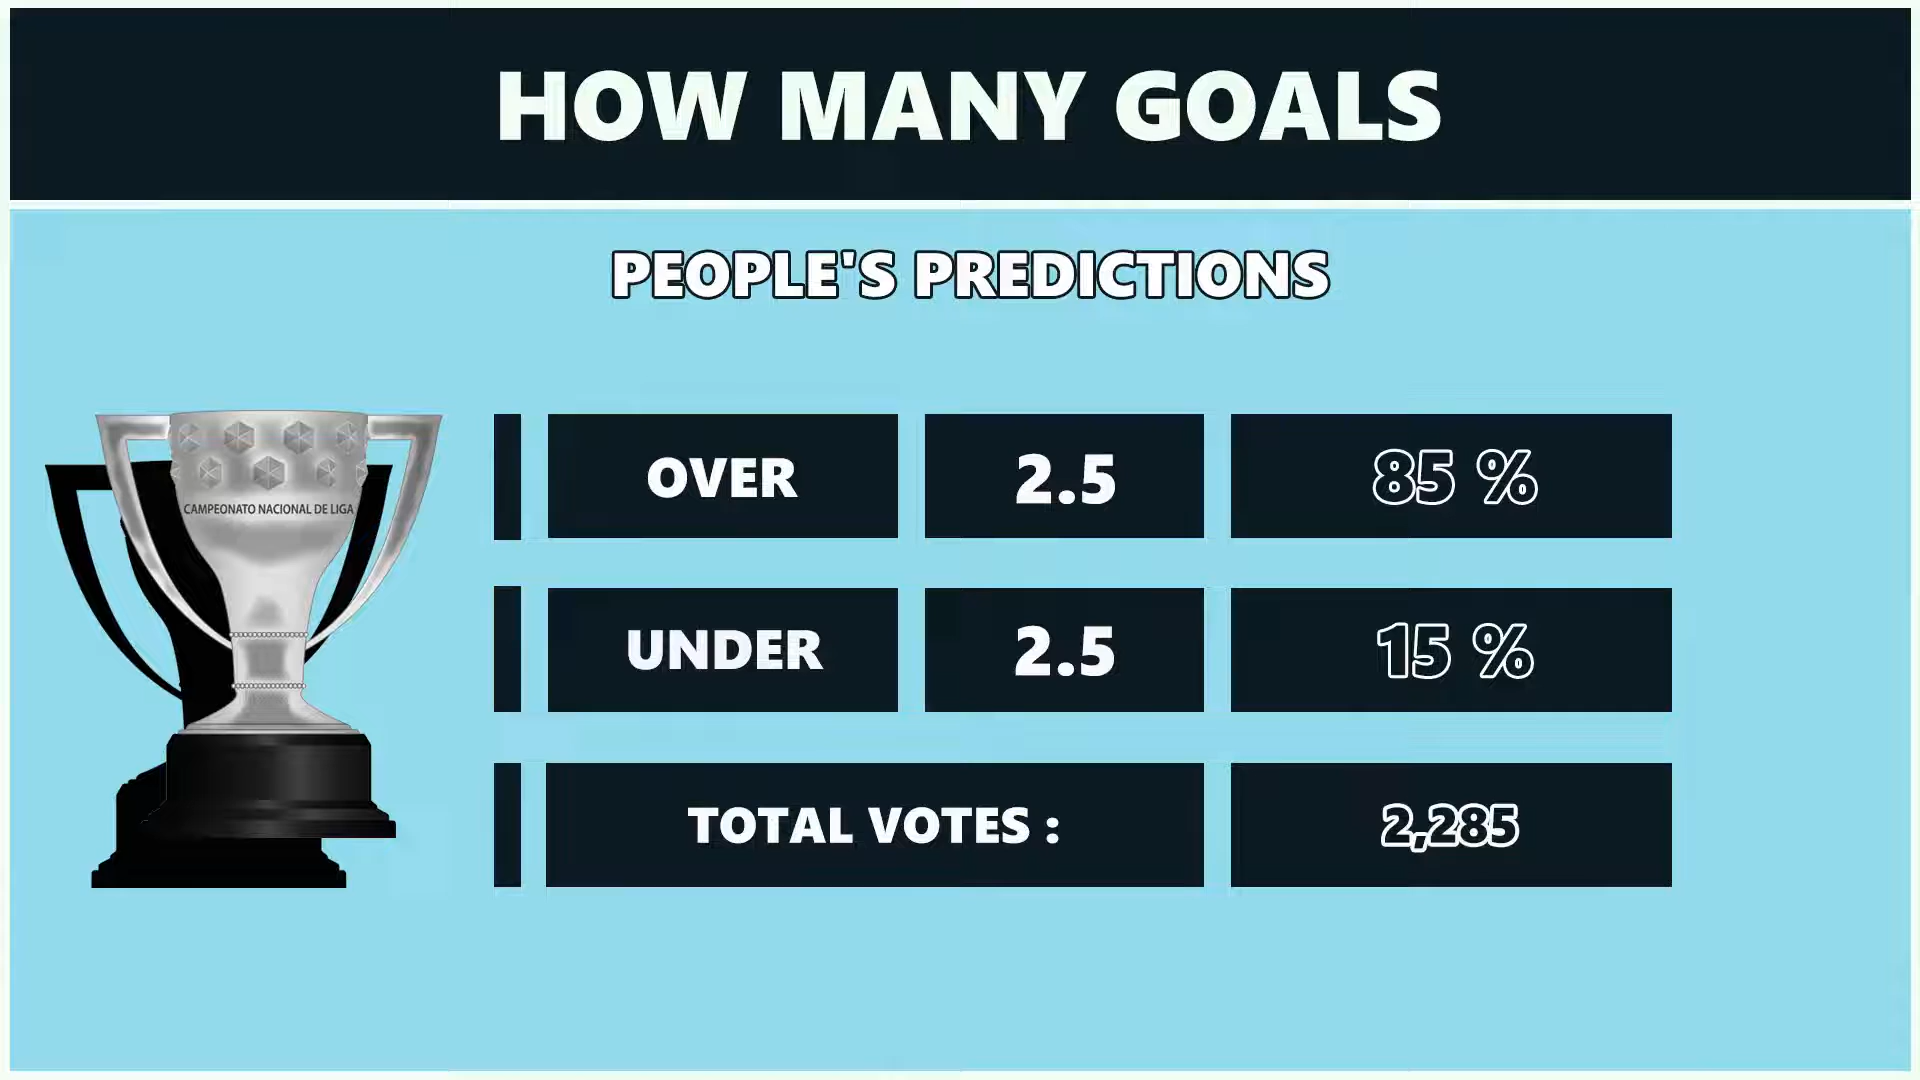 HOW MANY GOALS
PEOPLE'S PREDICTIONS
CAMPEONATO NACIONAL DE LIGA
OVER 2.5 85 %
UNDER 2.5 15 %
TOTAL VOTES : 2,285